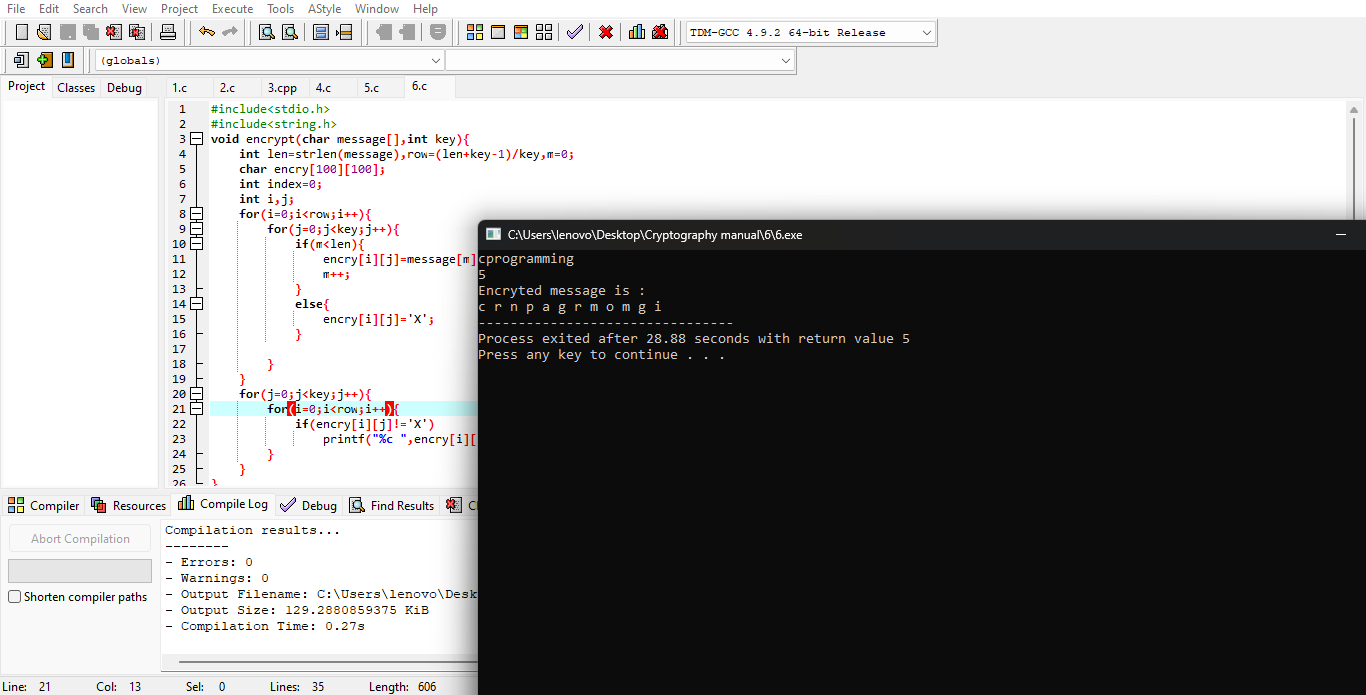 File Edit Search View Project Execute Tools AStyle Window Help
TDM-GCC 4.9.2 64-bit Release
(globals)
Project Classes Debug 1.c 2.c 3.cpp 4.c 5.c 6.c
1 #include<stdio.h>
2 #include<string.h>
3 void encrypt(char message[],int key){
4 int len=strlen(message),row=(len+key-1)/key,m=0;
5 char encry[100][100];
6 int index=0;
7 int i,j;
8 for(i=0;i<row;i++){
9 for(j=0;j<key;j++){
10 if(m<len){
11 encry[i][j]=message[m]
12 m++;
13 }
14 else{
15 encry[i][j]='X';
16 }
17
18 }
19 }
20 for(j=0;j<key;j++){
21 for(i=0;i<row;i++){
22 if(encry[i][j]!='X')
23 printf("%c ",encry[i][
24 }
25 }
26 }
C:\Users\lenovo\Desktop\Cryptography manual\6\6.exe
cprogramming
5
Encryted message is :
c r n p a g r m o m g i
--------------------------------
Process exited after 28.88 seconds with return value 5
Press any key to continue . . .
Compiler Resources Compile Log Debug Find Results
Abort Compilation
Shorten compiler paths
Compilation results...
--------
- Errors: 0
- Warnings: 0
- Output Filename: C:\Users\lenovo\Desk
- Output Size: 129.2880859375 KiB
- Compilation Time: 0.27s
Line: 21 Col: 13 Sel: 0 Lines: 35 Length: 606